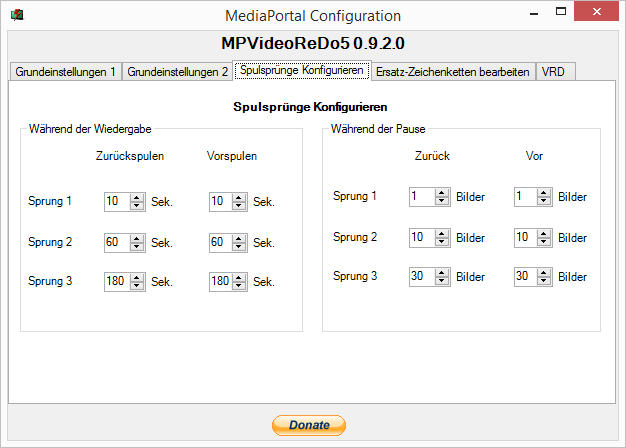 MediaPortal Configuration
MPVideoReDo5 0.9.2.0
Grundeinstellungen 1 Grundeinstellungen 2 Spulsprünge Konfigurieren Ersatz-Zeichenketten bearbeiten VRD
Spulsprünge Konfigurieren
Während der Wiedergabe
Zurückspulen Vorspulen
Sprung 1 10 Sek. 10 Sek.
Sprung 2 60 Sek. 60 Sek.
Sprung 3 180 Sek. 180 Sek.
Während der Pause
Zurück Vor
Sprung 1 1 Bilder 1 Bilder
Sprung 2 10 Bilder 10 Bilder
Sprung 3 30 Bilder 30 Bilder
Donate